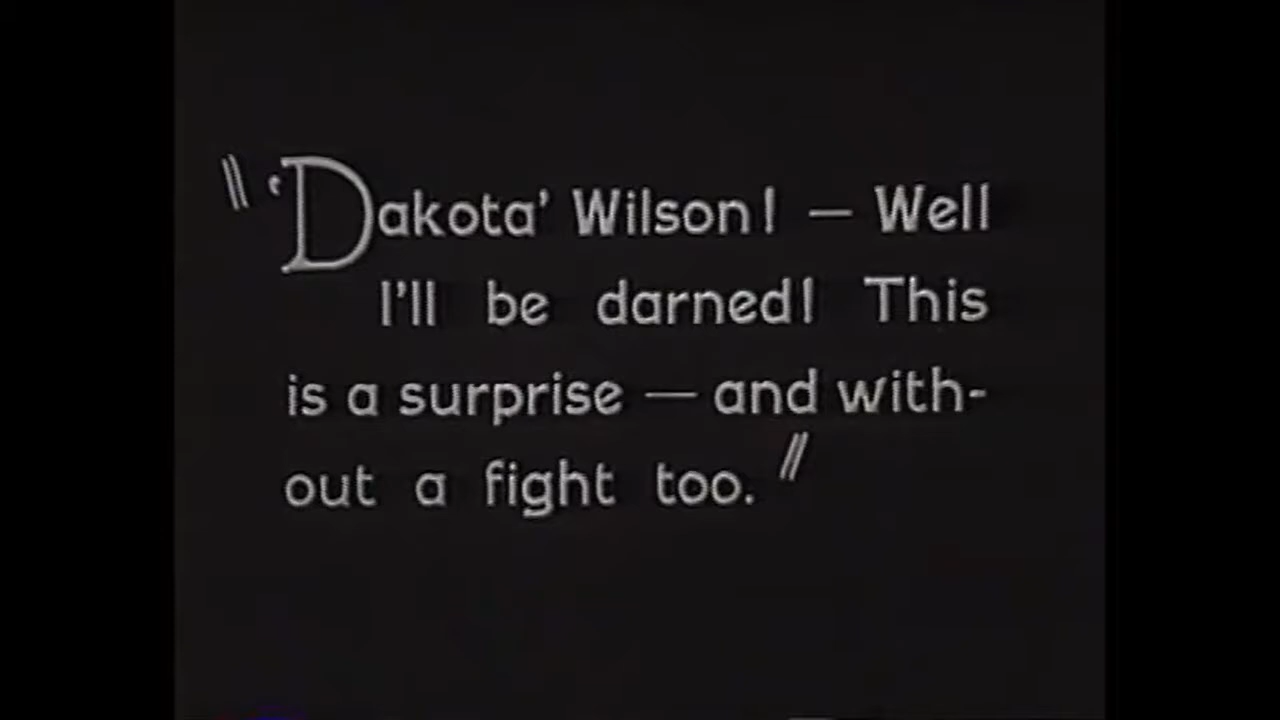 "'Dakota' Wilson! — Well
I'll be darned! This
is a surprise — and with-
out a fight too."